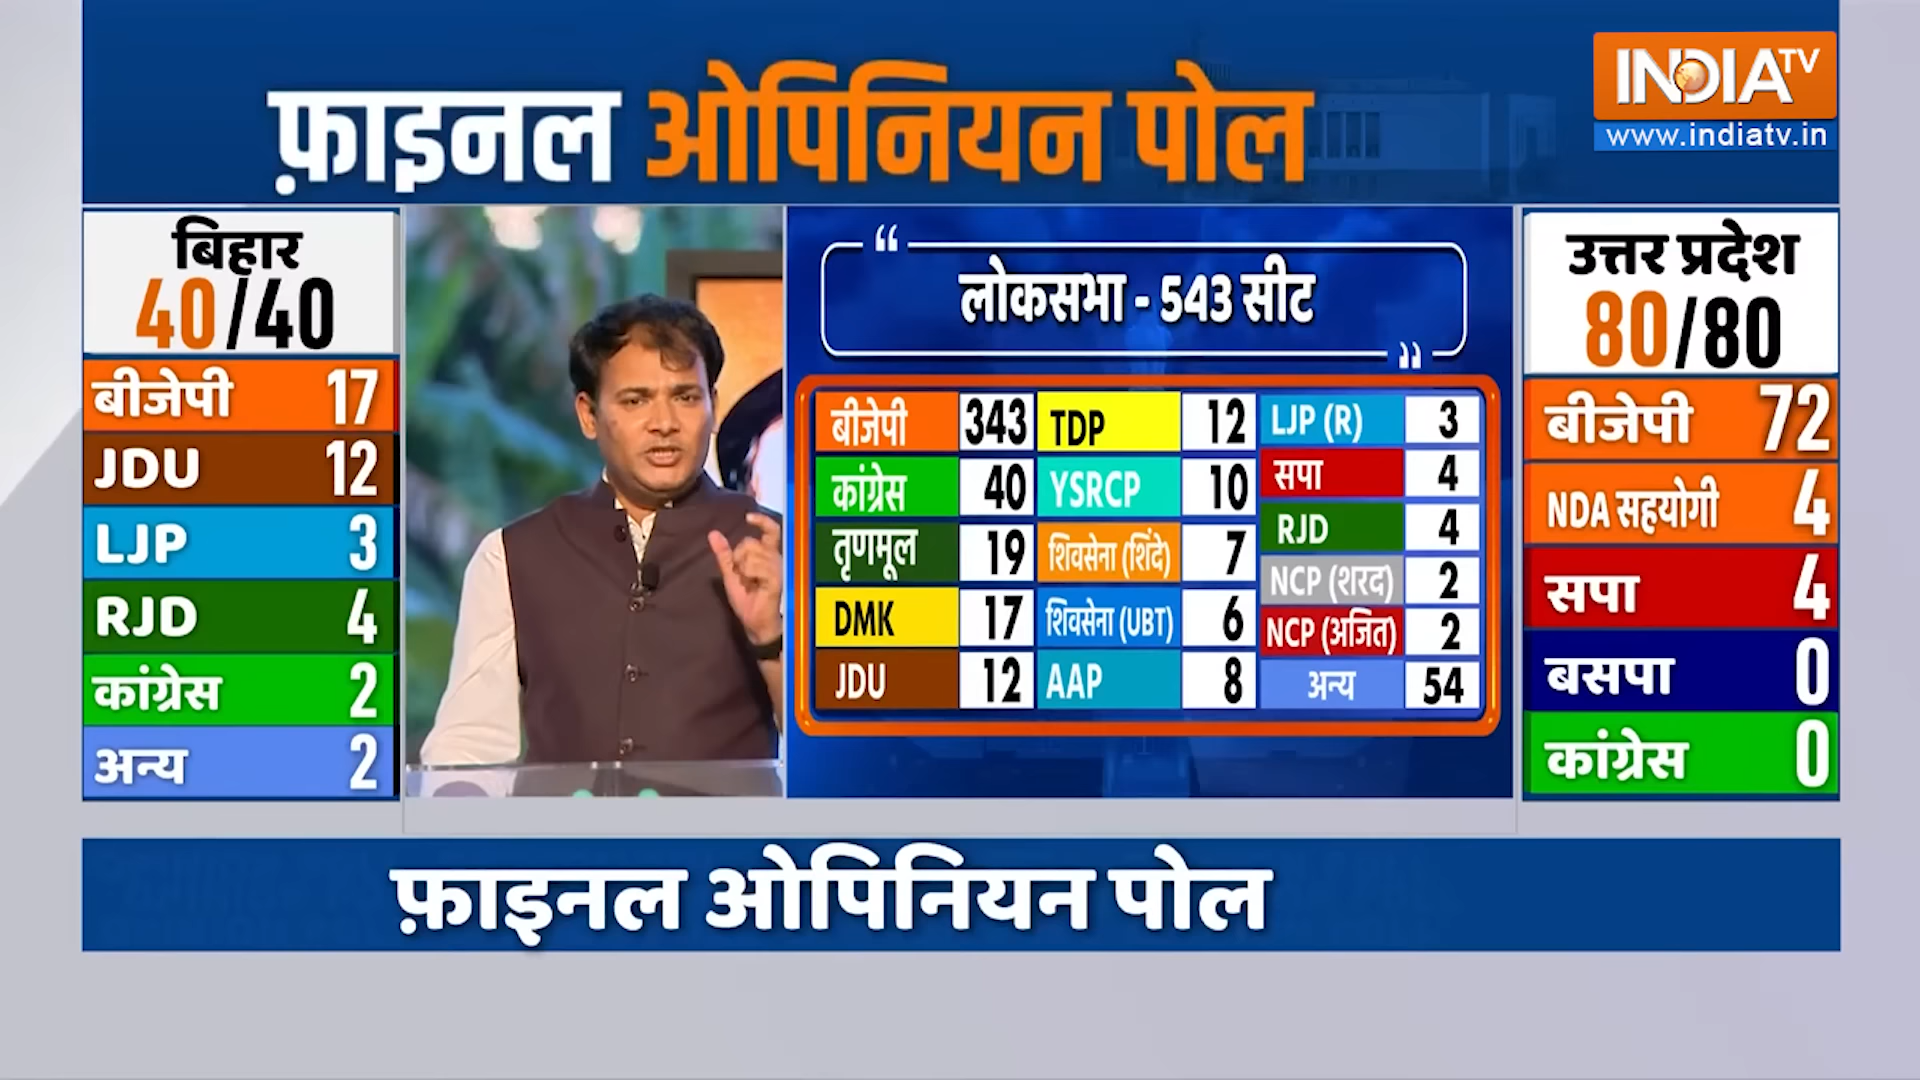 फ़ाइनल ओपिनियन पोल
INDIA TV
www.indiatv.in
बिहार
40/40
बीजेपी 17
JDU 12
LJP 3
RJD 4
कांग्रेस 2
अन्य 2
“
लोकसभा - 543 सीट
”
बीजेपी 343 TDP 12 LJP (R) 3
कांग्रेस 40 YSRCP 10 सपा 4
तृणमूल 19 शिवसेना (शिंदे) 7 RJD 4
NCP (शरद) 2
DMK 17 शिवसेना (UBT) 6 NCP (अजित) 2
JDU 12 AAP 8 अन्य 54
उत्तर प्रदेश
80/80
बीजेपी 72
NDA सहयोगी 4
सपा 4
बसपा 0
कांग्रेस 0
फ़ाइनल ओपिनियन पोल